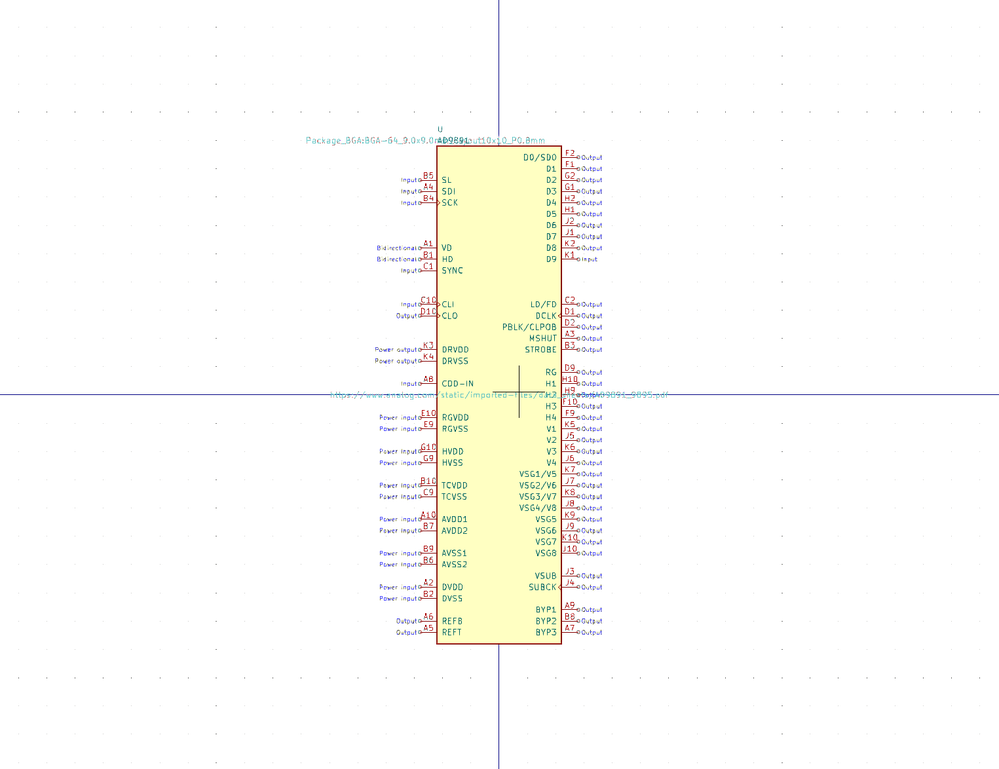 U
Package_BGA:BGA-64_9.0x9.0mm_Layout10x10_P0.8mm
AD9891
D0/SD0 F2 Output
D1 F1 Output
Input B5 SL D2 G2 Output
Input A4 SDI D3 G1 Output
Input B4 SCK D4 H2 Output
D5 H1 Output
D6 J2 Output
D7 J1 Output
Bidirectional A1 VD D8 K2 Output
Bidirectional B1 HD D9 K1 Input
Input C1 SYNC
Input C10 CLI LD/FD C2 Output
Output D10 CLO DCLK D1 Output
PBLK/CLPOB D2 Output
MSHUT A3 Output
Power output K3 DRVDD STROBE B3 Output
Power output K4 DRVSS
RG D9 Output
Input A8 CDD-IN H1 H10 Output
H2 H9 Output
https://www.analog.com/static/imported-files/data_sheets/AD9891_9895.pdf
H3 F10 Output
Power input E10 RGVDD H4 F9 Output
Power input E9 RGVSS V1 K5 Output
V2 J5 Output
Power input G10 HVDD V3 K6 Output
Power input G9 HVSS V4 J6 Output
VSG1/V5 K7 Output
Power input B10 TCVDD VSG2/V6 J7 Output
Power input C9 TCVSS VSG3/V7 K8 Output
VSG4/V8 J8 Output
Power input A10 AVDD1 VSG5 K9 Output
Power input B7 AVDD2 VSG6 J9 Output
VSG7 K10 Output
Power input B9 AVSS1 VSG8 J10 Output
Power input B6 AVSS2
VSUB J3 Output
Power input A2 DVDD SUBCK J4 Output
Power input B2 DVSS
BYP1 A9 Output
Output A6 REFB BYP2 B8 Output
Output A5 REFT BYP3 A7 Output